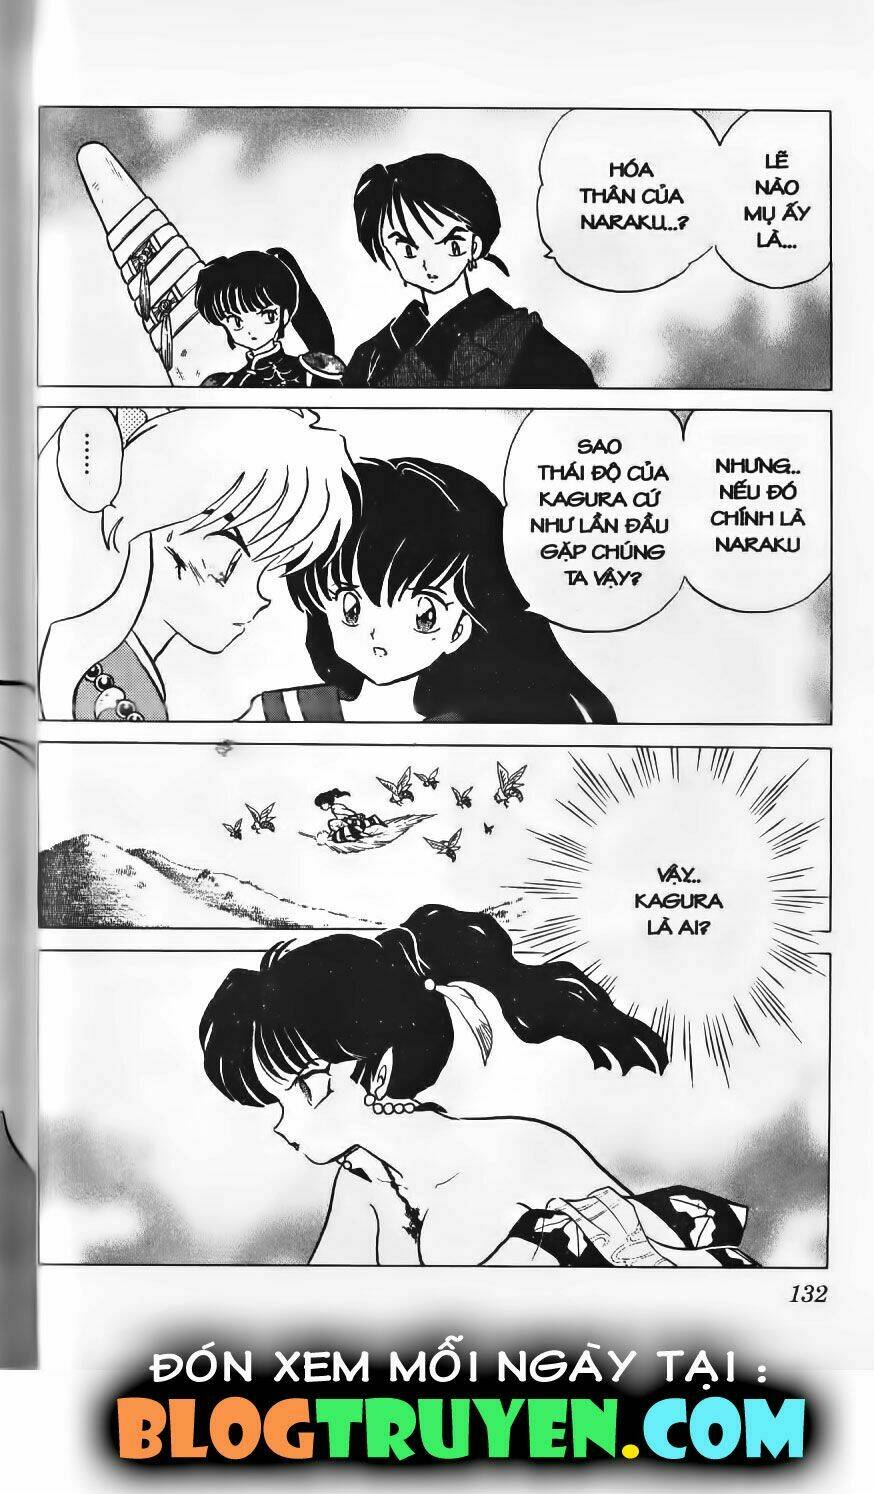 LẼ
NÀO
MỤ ẤY
LÀ...
HÓA
THÂN CỦA
NARAKU...?
NHƯNG..
NẾU ĐÓ
CHÍNH LÀ
NARAKU
SAO
THÁI ĐỘ CỦA
KAGURA CỨ
NHƯ LẦN ĐẦU
GẶP CHÚNG
TA VẬY?
......
VẬY..
KAGURA
LÀ AI?
132
ĐÓN XEM MỖI NGÀY TẠI :
BLOGTRUYEN.COM